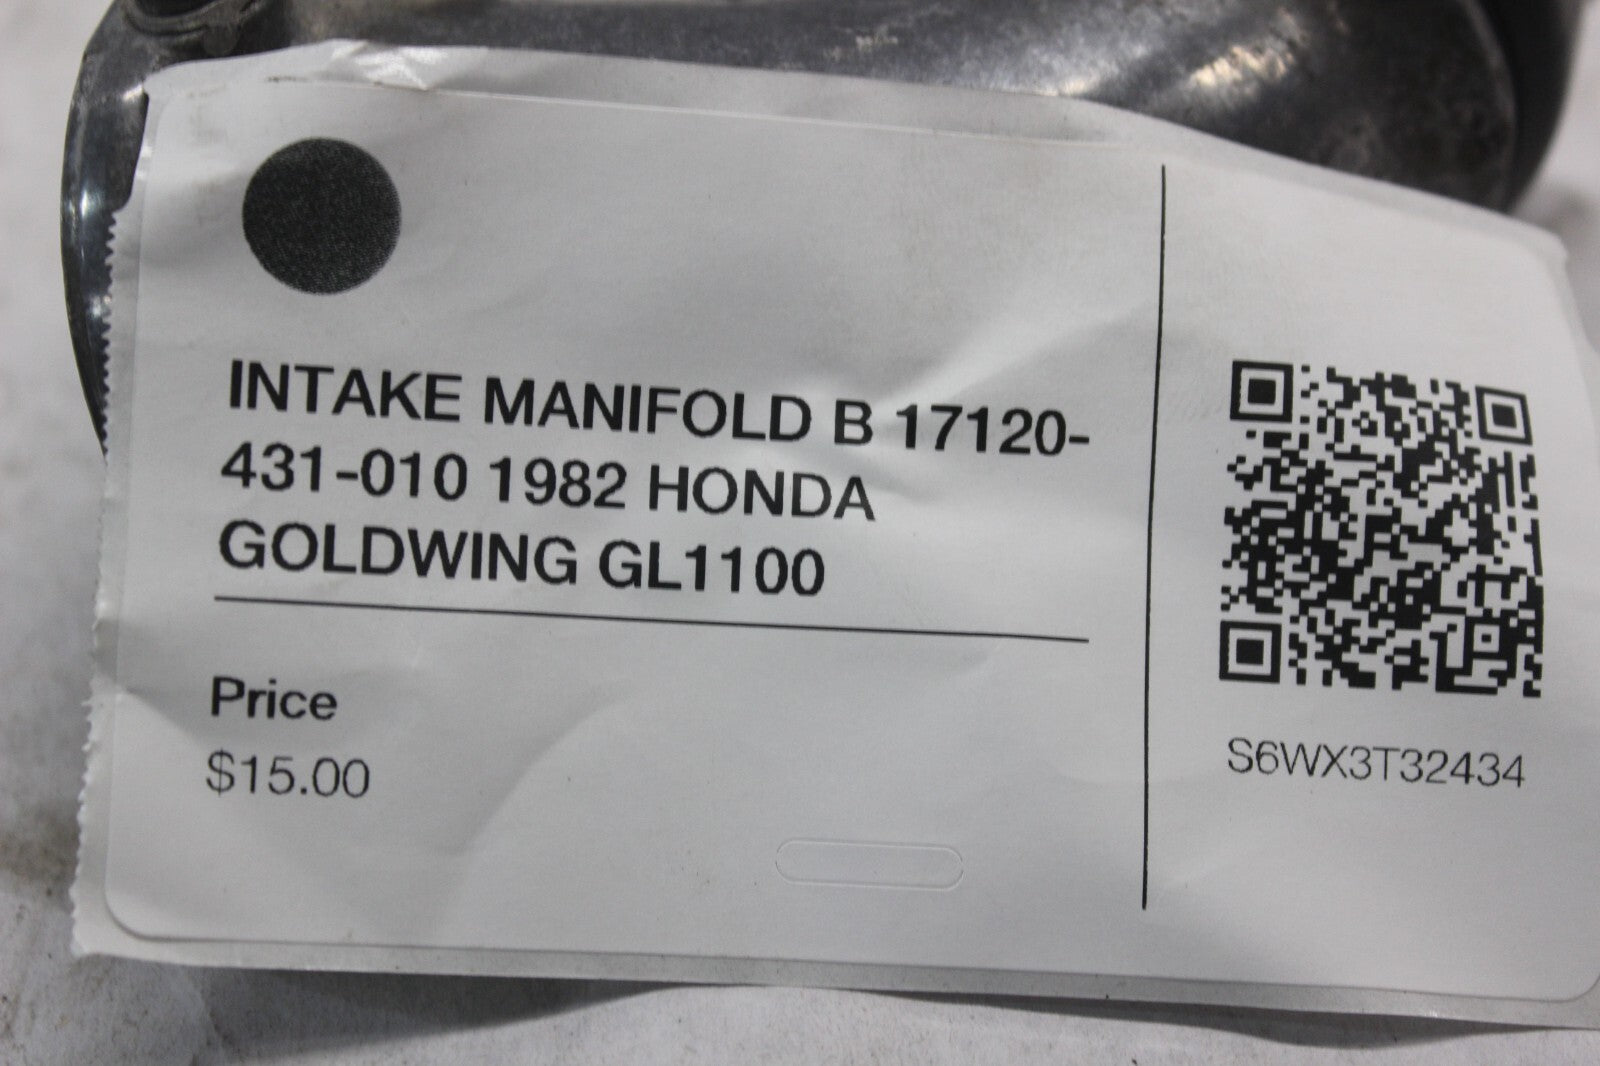 INTAKE MANIFOLD B 17120-
431-010 1982 HONDA
GOLDWING GL1100
Price
$15.00
S6WX3T32434